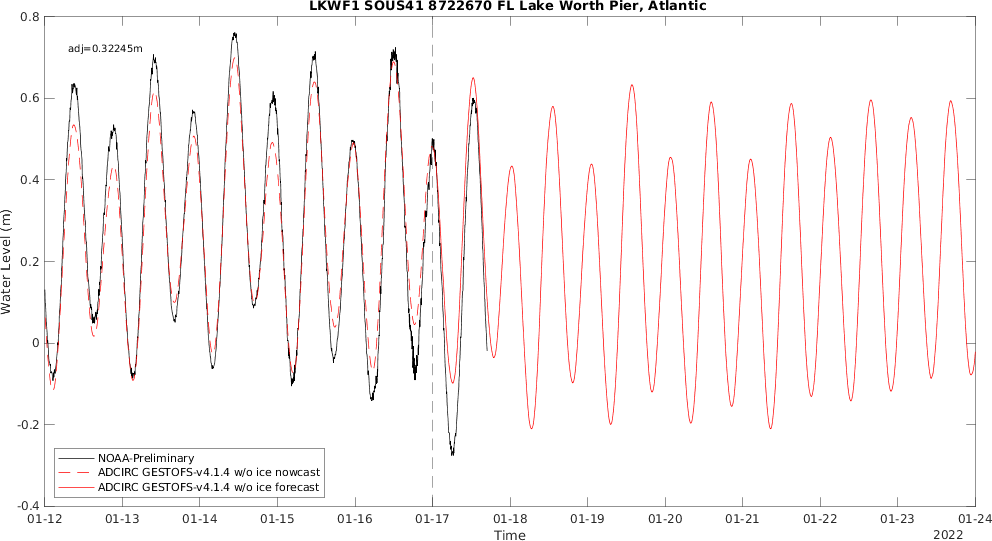 LKWF1 SOUS41 8722670 FL Lake Worth Pier, Atlantic
0.8
adj=0.32245m
0.6
0.4
0.2
0
-0.2
-0.4
Water Level (m)
NOAA-Preliminary
ADCIRC GESTOFS-v4.1.4 w/o ice nowcast
ADCIRC GESTOFS-v4.1.4 w/o ice forecast
01-12 01-13 01-14 01-15 01-16 01-17 01-18 01-19 01-20 01-21 01-22 01-23 01-24
Time
2022